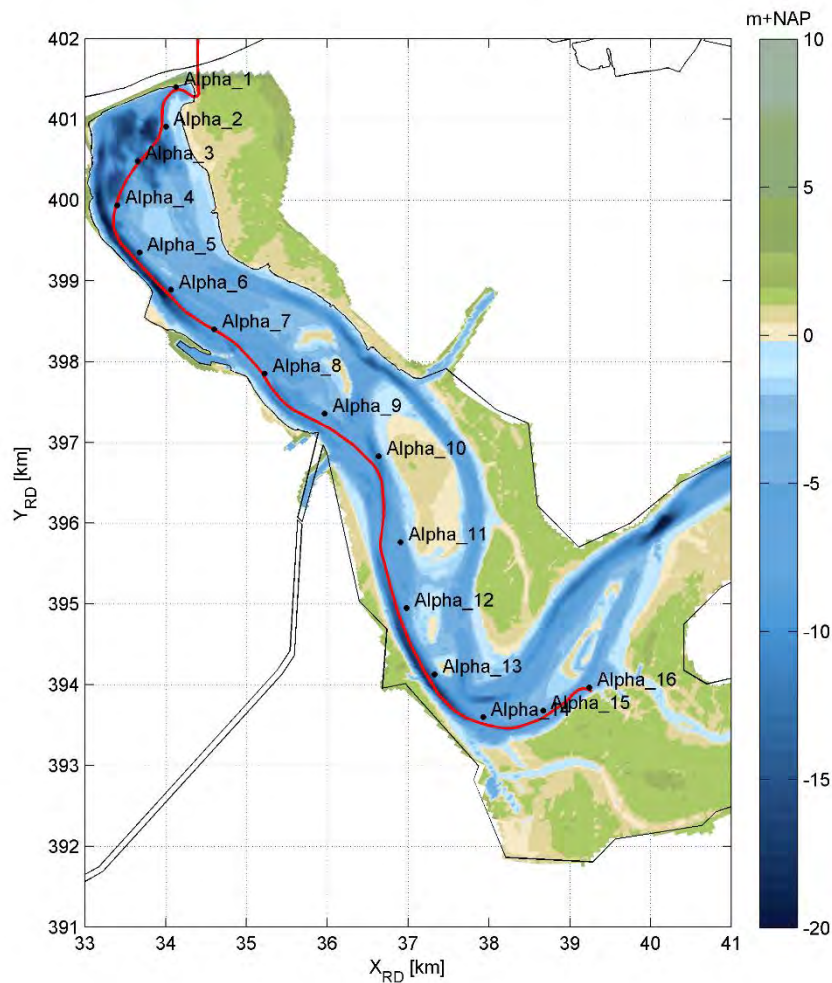 m+NAP
402
401
400
399
398
397
396
395
394
393
392
391
Y_RD [km]
33
34
35
36
37
38
39
40
41
X_RD [km]
10
5
0
-5
-10
-15
-20
Alpha_1
Alpha_2
Alpha_3
Alpha_4
Alpha_5
Alpha_6
Alpha_7
Alpha_8
Alpha_9
Alpha_10
Alpha_11
Alpha_12
Alpha_13
Alpha_16
Alpha_15
Alpha_14